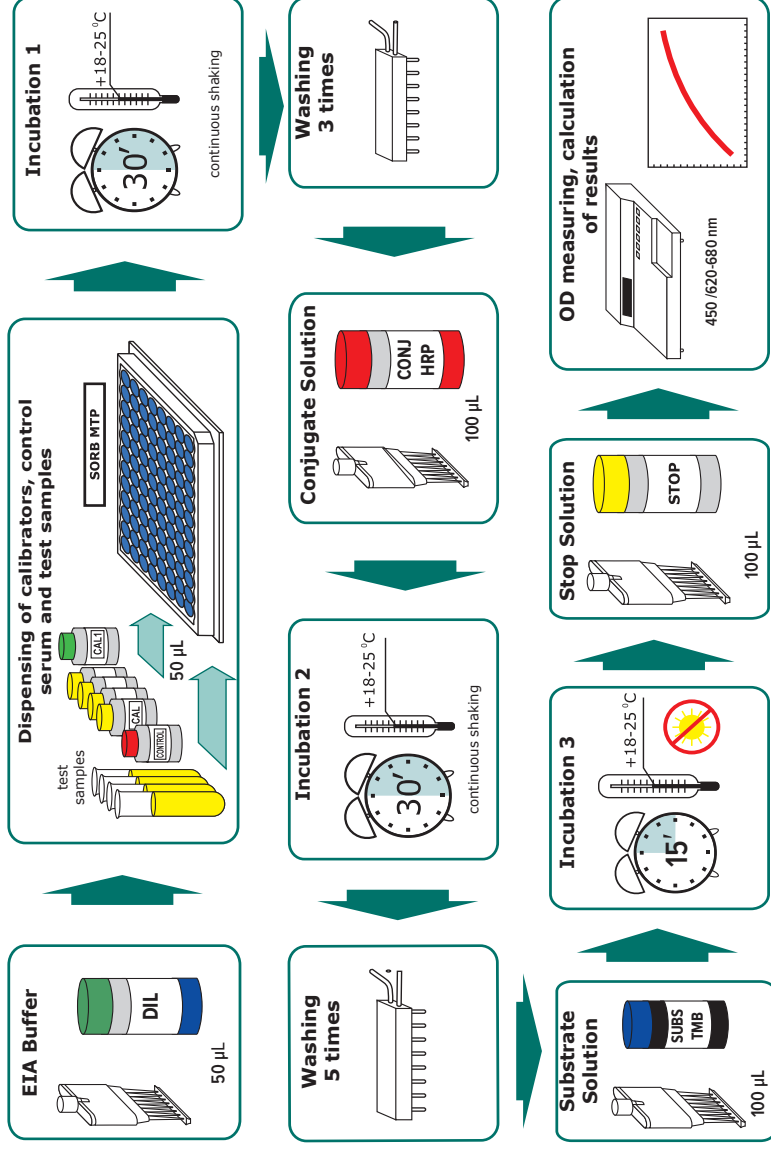 EIA Buffer
DIL
50 µL
Dispensing of calibrators, control
serum and test samples
test
samples
CONTROL
CAL
CAL1
50 µL
SORB MTP
Incubation 1
30′
+18-25 ⁰C
continuous shaking
Washing
3 times
Conjugate Solution
CONJ
HRP
100 µL
Incubation 2
30′
+18-25 ⁰C
continuous shaking
Washing
5 times
Substrate
Solution
SUBS
TMB
100 µL
Incubation 3
15′
+18-25 ⁰C
Stop Solution
STOP
100 µL
OD measuring, calculation
of results
450 /620-680 nm